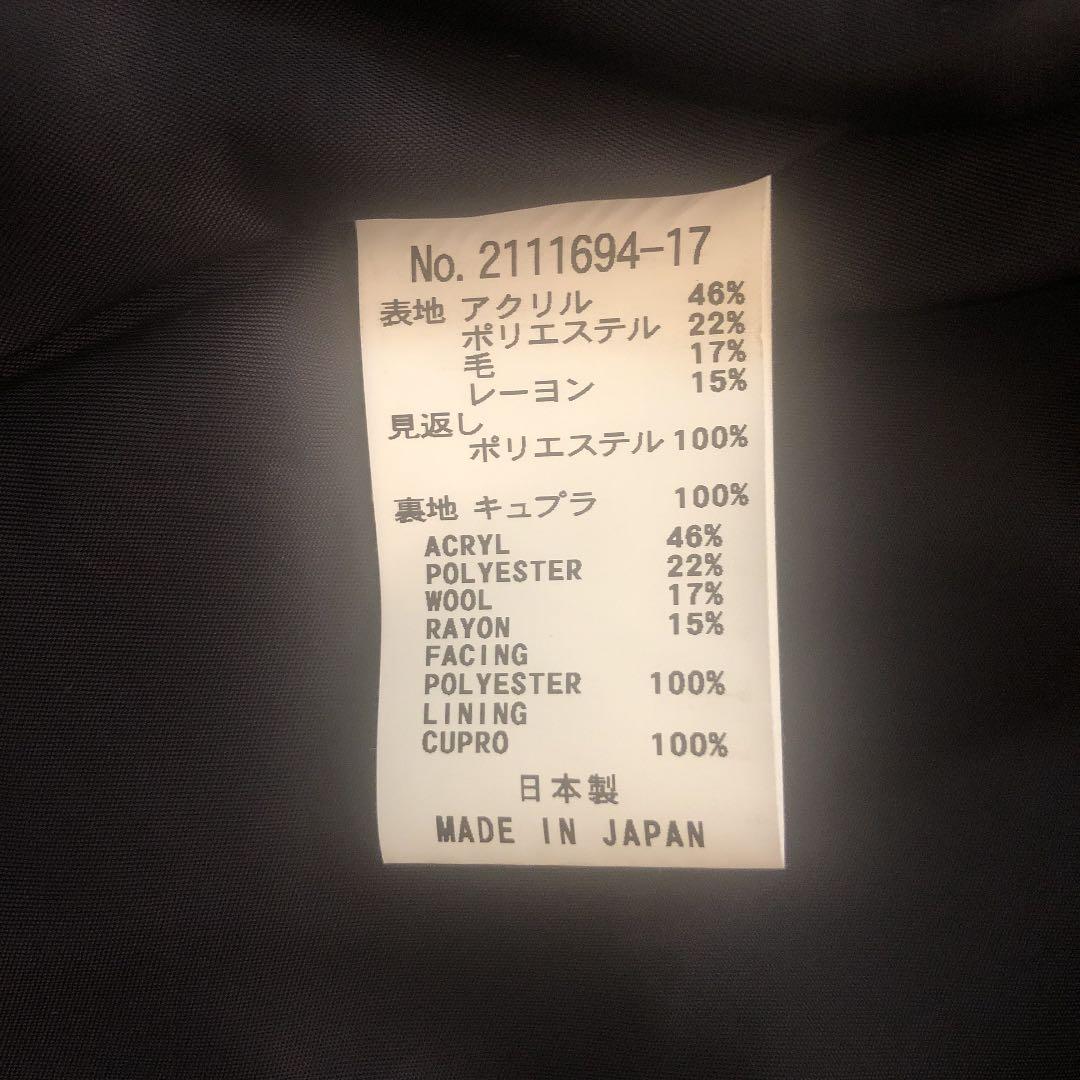 No. 2111694-17
表地 アクリル 46%
ポリエステル 22%
毛 17%
レーヨン 15%
見返し
ポリエステル 100%
裏地 キュプラ 100%
ACRYL 46%
POLYESTER 22%
WOOL 17%
RAYON 15%
FACING
POLYESTER 100%
LINING
CUPRO 100%
日本製
MADE IN JAPAN